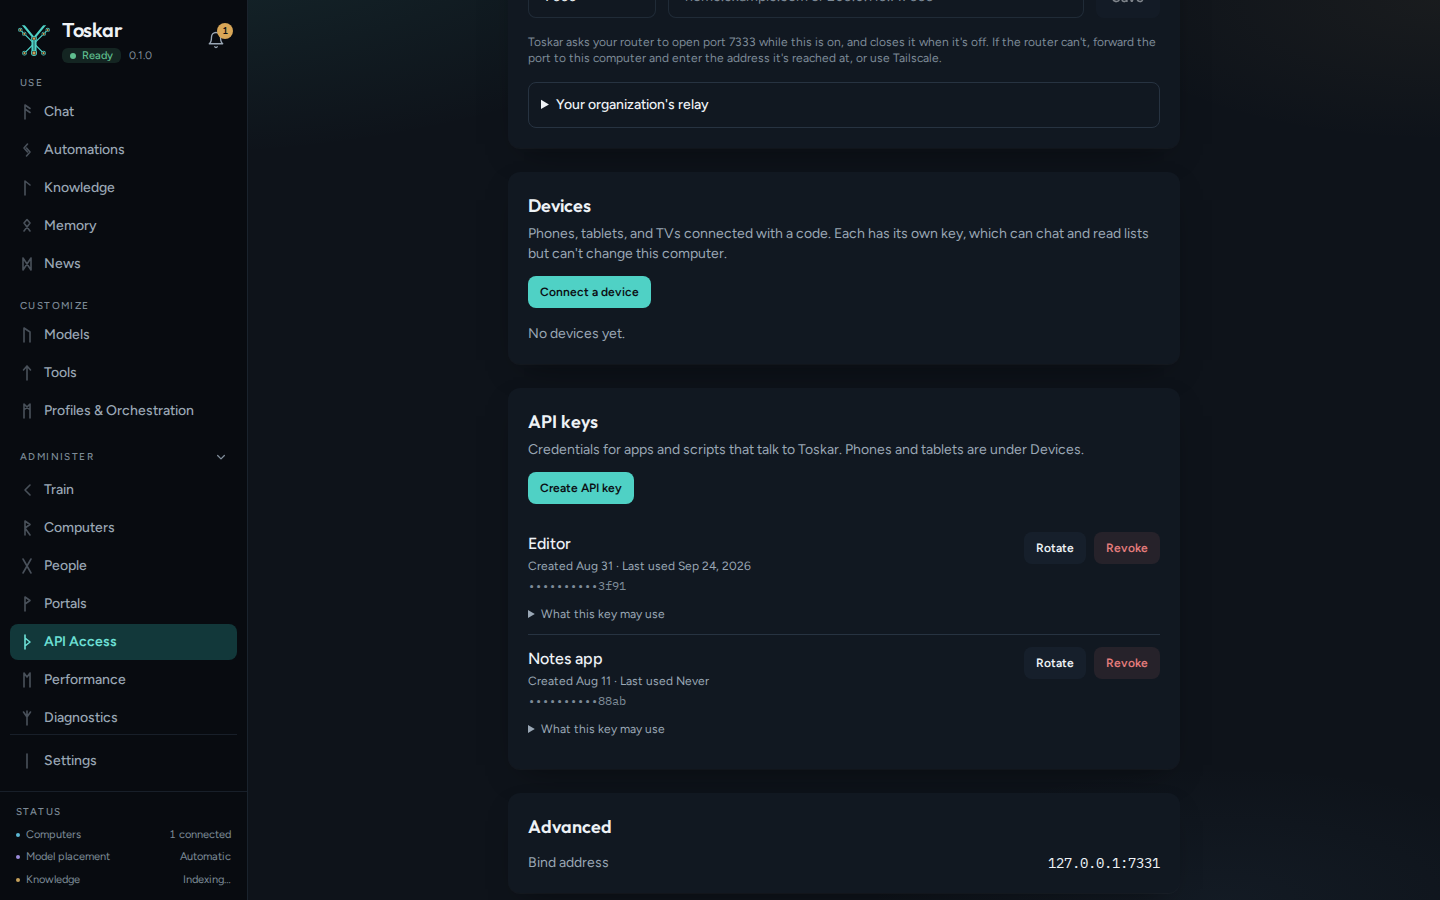 Toskar
Ready 0.1.0
1
USE
Chat
Automations
Knowledge
Memory
News
CUSTOMIZE
Models
Tools
Profiles & Orchestration
ADMINISTER
Train
Computers
People
Portals
API Access
Performance
Diagnostics
Settings
STATUS
Computers 1 connected
Model placement Automatic
Knowledge Indexing...
Toskar asks your router to open port 7333 while this is on, and closes it when it's off. If the router can't, forward the
port to this computer and enter the address it's reached at, or use Tailscale.
Your organization's relay
Devices
Phones, tablets, and TVs connected with a code. Each has its own key, which can chat and read lists
but can't change this computer.
Connect a device
No devices yet.
API keys
Credentials for apps and scripts that talk to Toskar. Phones and tablets are under Devices.
Create API key
Editor
Rotate Revoke
Created Aug 31 · Last used Sep 24, 2026
••••••••••3f91
What this key may use
Notes app
Rotate Revoke
Created Aug 11 · Last used Never
••••••••••88ab
What this key may use
Advanced
Bind address 127.0.0.1:7331